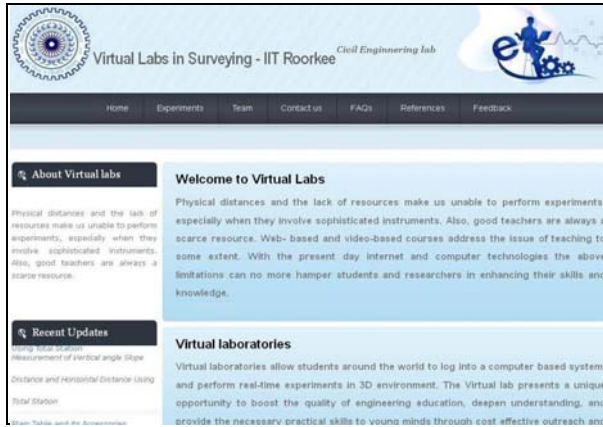 Virtual Labs in Surveying - IIT Roorkee
Civil Enginnering lab
Home Experiments Team Contact us FAQs References Feedback
About Virtual labs
Physical distances and the lack of
resources make us unable to perform
experiments, especially when they
involve sophisticated instruments.
Also, good teachers are always a
scarce resource.
Recent Updates
Using Total Station
Measurement of Vertical angle Slope
Distance and Horizontal Distance Using
Total Station
Plain Table and its Accessories
Welcome to Virtual Labs
Physical distances and the lack of resources make us unable to perform experiments,
especially when they involve sophisticated instruments. Also, good teachers are always a
scarce resource. Web- based and video-based courses address the issue of teaching to
some extent. With the present day internet and computer technologies the above
limitations can no more hamper students and researchers in enhancing their skills and
knowledge.
Virtual laboratories
Virtual laboratories allow students around the world to log into a computer based system
and perform real-time experiments in 3D environment. The Virtual lab presents a unique
opportunity to boost the quality of engineering education, deepen understanding, and
provide the necessary practical skills to young minds through cost effective outreach and